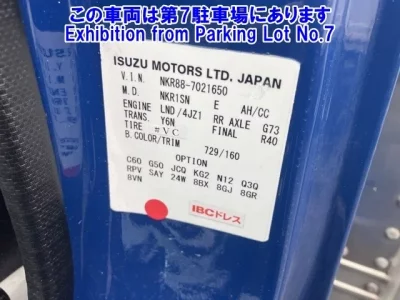 この車両は第7駐車場にあります
Exhibition from Parking Lot No.7
ISUZU MOTORS LTD. JAPAN
V.I.N. NKR88-7021650
M.D. NKR1SN E AH/CC
ENGINE LND/4JZ1 RR AXLE G73
TRANS. Y6N FINAL R40
TIRE #VC
B.COLOR/TRIM 729/160
OPTION
C60 G50 JCQ KG2 N12 Q3Q
RPV SAY 24W 8BX 8GJ 8GR
8VN
IBCドレス